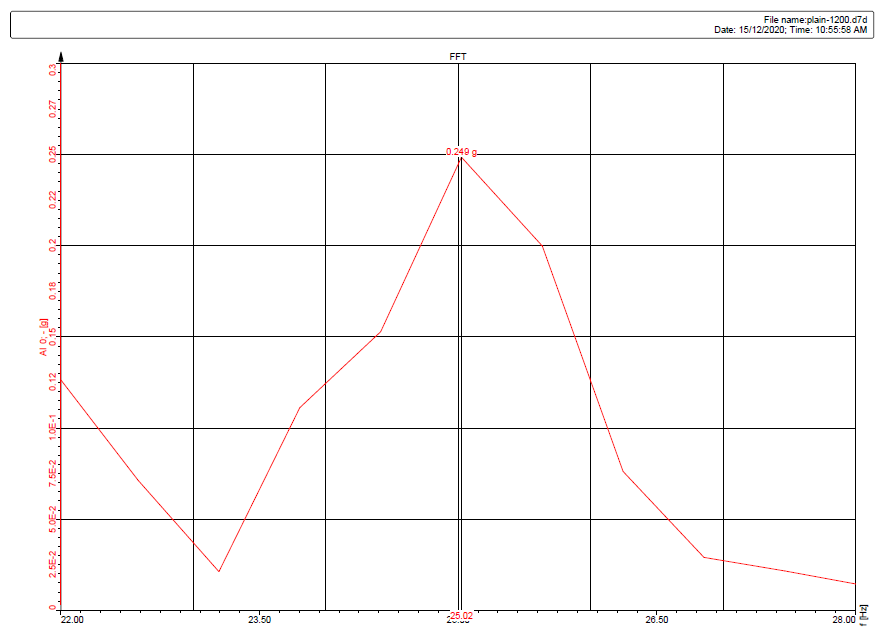 File name:plain-1200.d7d
Date: 15/12/2020; Time: 10:55:58 AM
FFT
0.3
0.27
0.25
0.22
0.2
0.18
0.15
0.12
1.0E-1
7.5E-2
5.0E-2
2.5E-2
0
AI 0; - [g]
0.249 g
22.00
23.50
25.02
26.50
28.00
f [Hz]